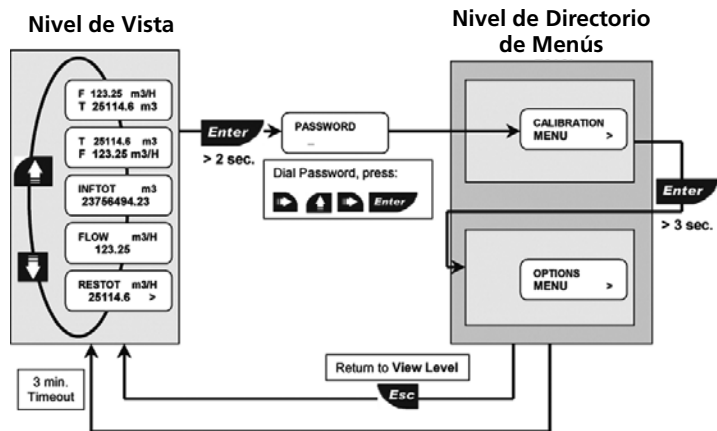 Nivel de Vista
F 123.25 m3/H
T 25114.6 m3
T 25114.6 m3
F 123.25 m3/H
INFTOT m3
23756494.23
FLOW m3/H
123.25
RESTOT m3/H
25114.6 >
Enter
> 2 sec.
PASSWORD
_
Dial Password, press:
Enter
Nivel de Directorio
de Menús
CALIBRATION
MENU >
Enter
> 3 sec.
OPTIONS
MENU >
Return to View Level
Esc
3 min.
Timeout